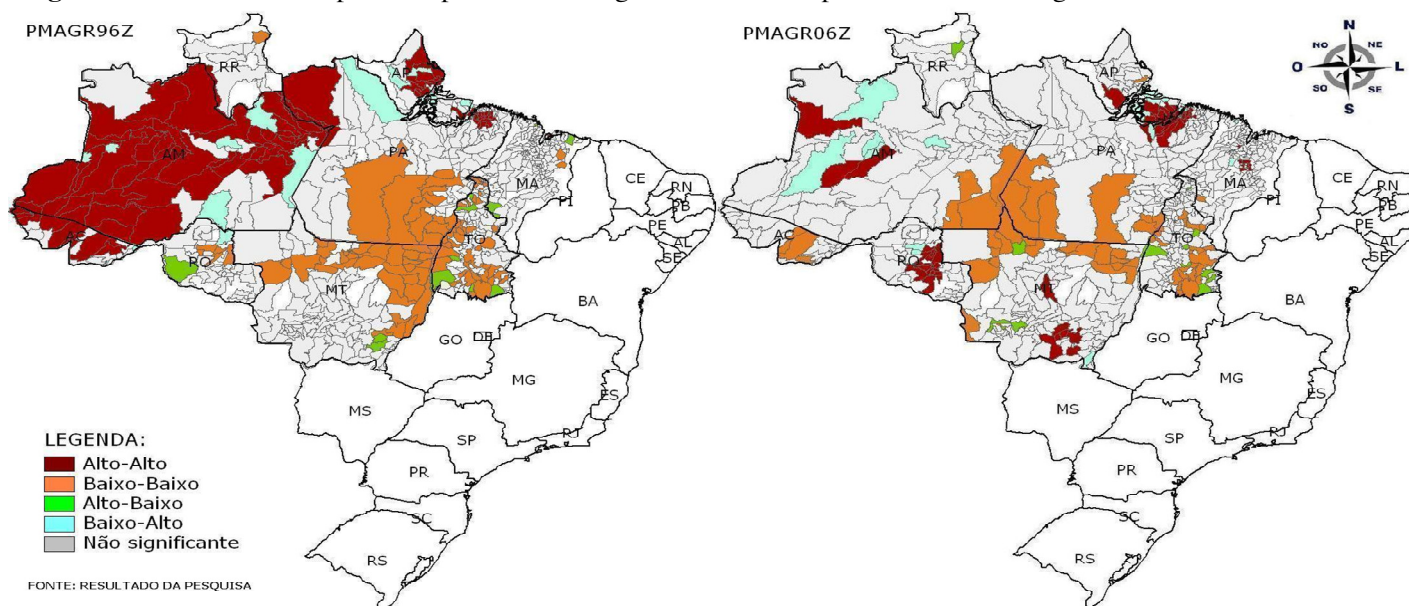 PMAGR96Z
RR
AP
AM
PA
MA
CE
RN
PB
PI
PE
AC
TO
AL
SE
RO
MT
BA
GO
DF
MG
ES
MS
SP
RJ
PR
SC
RS
LEGENDA:
Alto-Alto
Baixo-Baixo
Alto-Baixo
Baixo-Alto
Não significante
FONTE: RESULTADO DA PESQUISA
PMAGR06Z
N
NO
NE
O
L
SO
SE
S
RR
AP
AM
PA
MA
CE
RN
PB
PI
PE
AC
TO
AL
SE
RO
MT
BA
GO
DF
MG
ES
MS
SP
RJ
PR
SC
RS